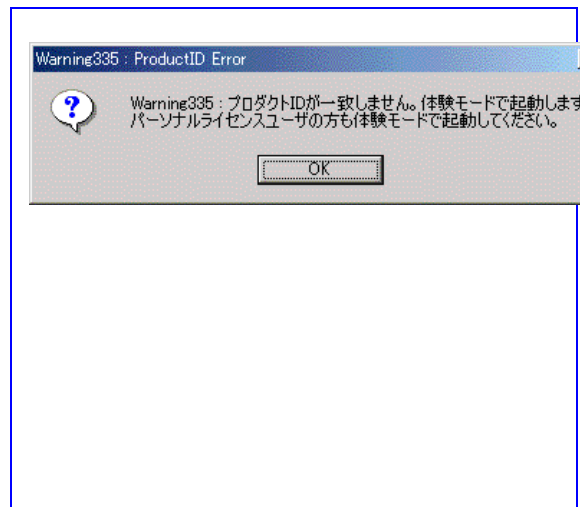 Warning335 : ProductID Error
Warning335 : プロダクトIDが一致しません。体験モードで起動します
パーソナルライセンスユーザの方も体験モードで起動してください。
OK